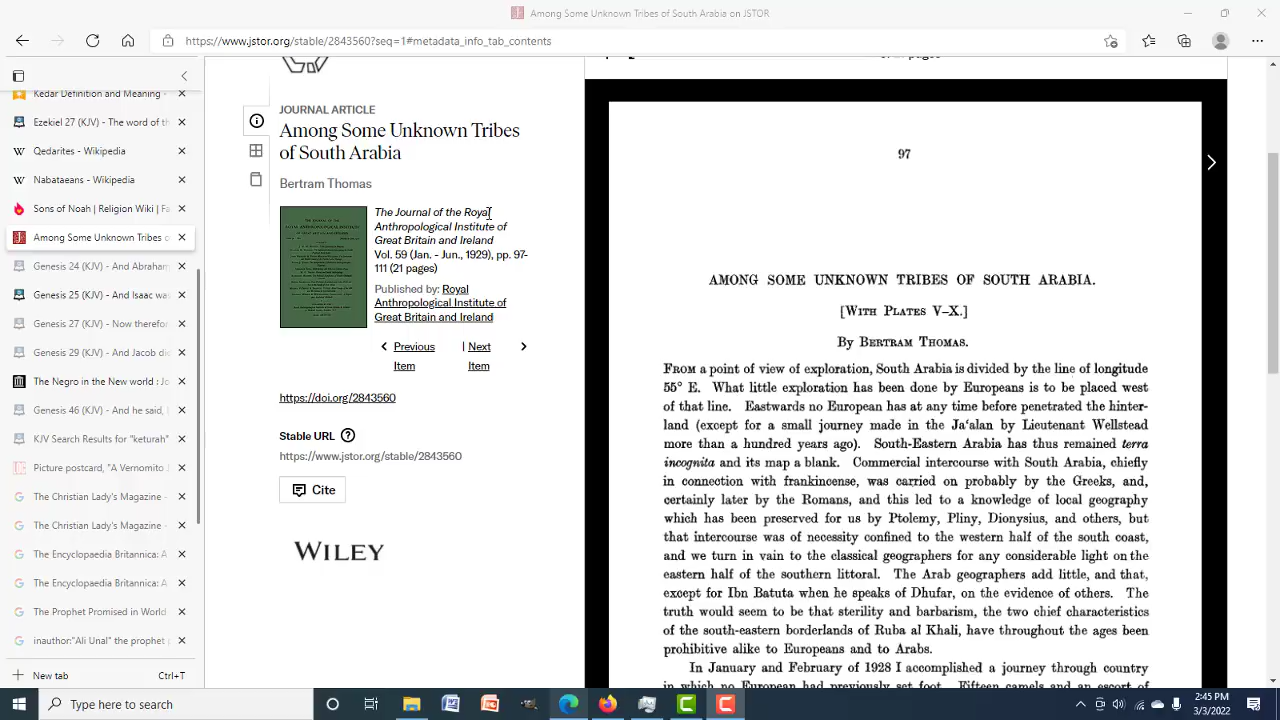 Among Some Unknown Tribes of South Arabia on JSTOR
https://www.jstor.org/stable/2843560?seq=1#metadata_info_tab_contents
Kedar Definition and Meaning -
Ezekiel 27 (KJV) - The word of th
Qedarites - Wikipedia
Nabataeans - Wikipedia
Sons of Noah | Religion Wiki | Fa
Among Some Unknown Tribes o
Genesis 25 (KJV) - And Abrahar
Genesis 25 (KJV) - And Isaac wa
Genesis 27 (KJV) - Now therefo
Genesis 29 (KJV) - And Jacob di
The Negro in the New world : Jo
Genesis 46 (KJV) - And he said, I
KJV Search Results for "keturah"
Picture postcard, "A Vernon Hall
The Christian Lady's Magazine -
The Christian Lady's Magazine -
The Encyclopaedia Britannica: A
The Encyclopaedia Britannica: A
The Prophet Promised in World
inauthor:"Ali Unal" the prophet p
New tab Ctrl+T
JOURNAL ARTICLE
Among Some Unknown Tribes
of South Arabia
Bertram Thomas
The Journal of the Royal
Anthropological Institute of
Great Britain and Ireland
Vol. 59 (Jan. - Jun., 1929), pp. 97-
111 (21 pages)
Published by: Royal
Anthropological Institute of
Great Britain and Ireland
Previous
Item
| Next
Item
https://doi.org/2843560
Stable URL
https://www.jstor.org/stable/2843560
Cite
WILEY
97
AMONG SOME UNKNOWN TRIBES OF SOUTH ARABIA.
[WITH PLATES V–X.]
By BERTRAM THOMAS.
FROM a point of view of exploration, South Arabia is divided by the line of longitude
55° E. What little exploration has been done by Europeans is to be placed west
of that line. Eastwards no European has at any time before penetrated the hinter-
land (except for a small journey made in the Ja‘alan by Lieutenant Wellstead
more than a hundred years ago). South-Eastern Arabia has thus remained terra
incognita and its map a blank. Commercial intercourse with South Arabia, chiefly
in connection with frankincense, was carried on probably by the Greeks, and,
certainly later by the Romans, and this led to a knowledge of local geography
which has been preserved for us by Ptolemy, Pliny, Dionysius, and others, but
that intercourse was of necessity confined to the western half of the south coast,
and we turn in vain to the classical geographers for any considerable light on the
eastern half of the southern littoral. The Arab geographers add little, and that,
except for Ibn Batuta when he speaks of Dhufar, on the evidence of others. The
truth would seem to be that sterility and barbarism, the two chief characteristics
of the south-eastern borderlands of Ruba al Khali, have throughout the ages been
prohibitive alike to Europeans and to Arabs.
In January and February of 1928 I accomplished a journey through country
in which no European had previously set foot. Fifteen camels and an escort of
Type here to search
2:45 PM
3/3/2022